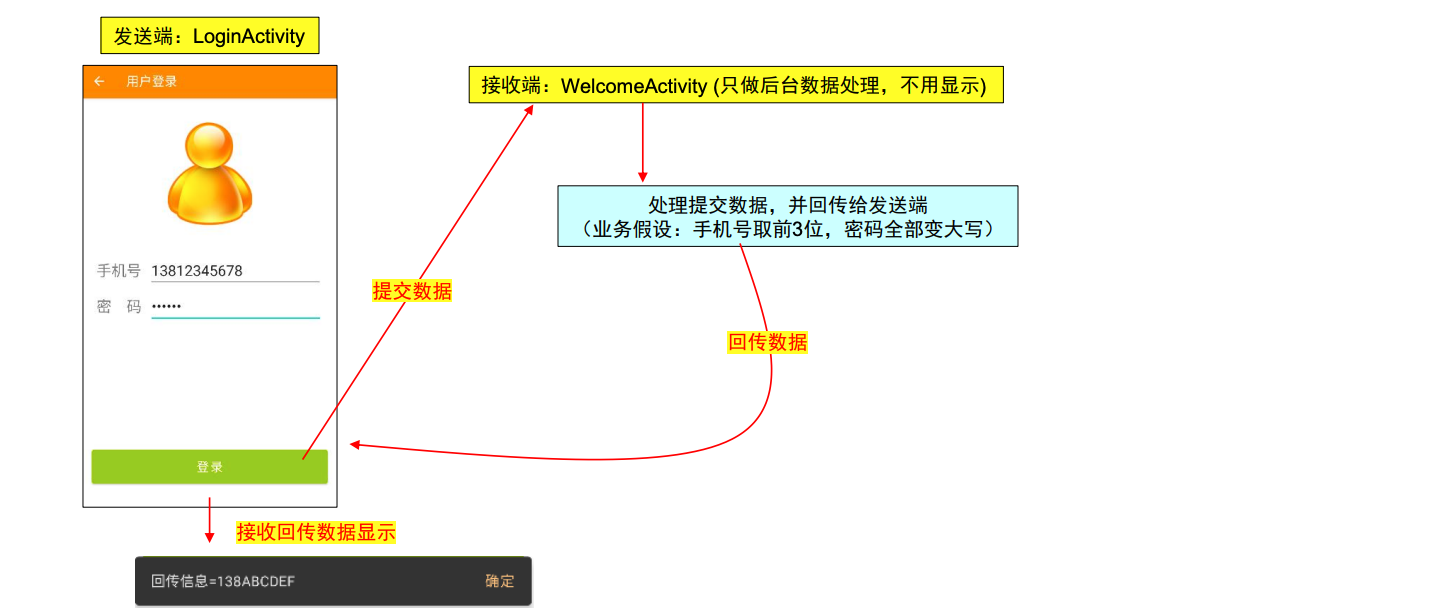 发送端：LoginActivity
用户登录
接收端：WelcomeActivity (只做后台数据处理，不用显示)
处理提交数据，并回传给发送端
（业务假设：手机号取前3位，密码全部变大写）
手机号 13812345678
密 码 ••••••
提交数据
回传数据
登录
接收回传数据显示
回传信息=138ABCDEF 确定